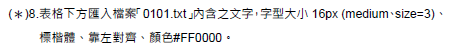 (＊)8.表格下方匯入檔案「0101.txt」內含之文字，字型大小 16px (medium、size=3)、
標楷體、靠左對齊、顏色#FF0000。